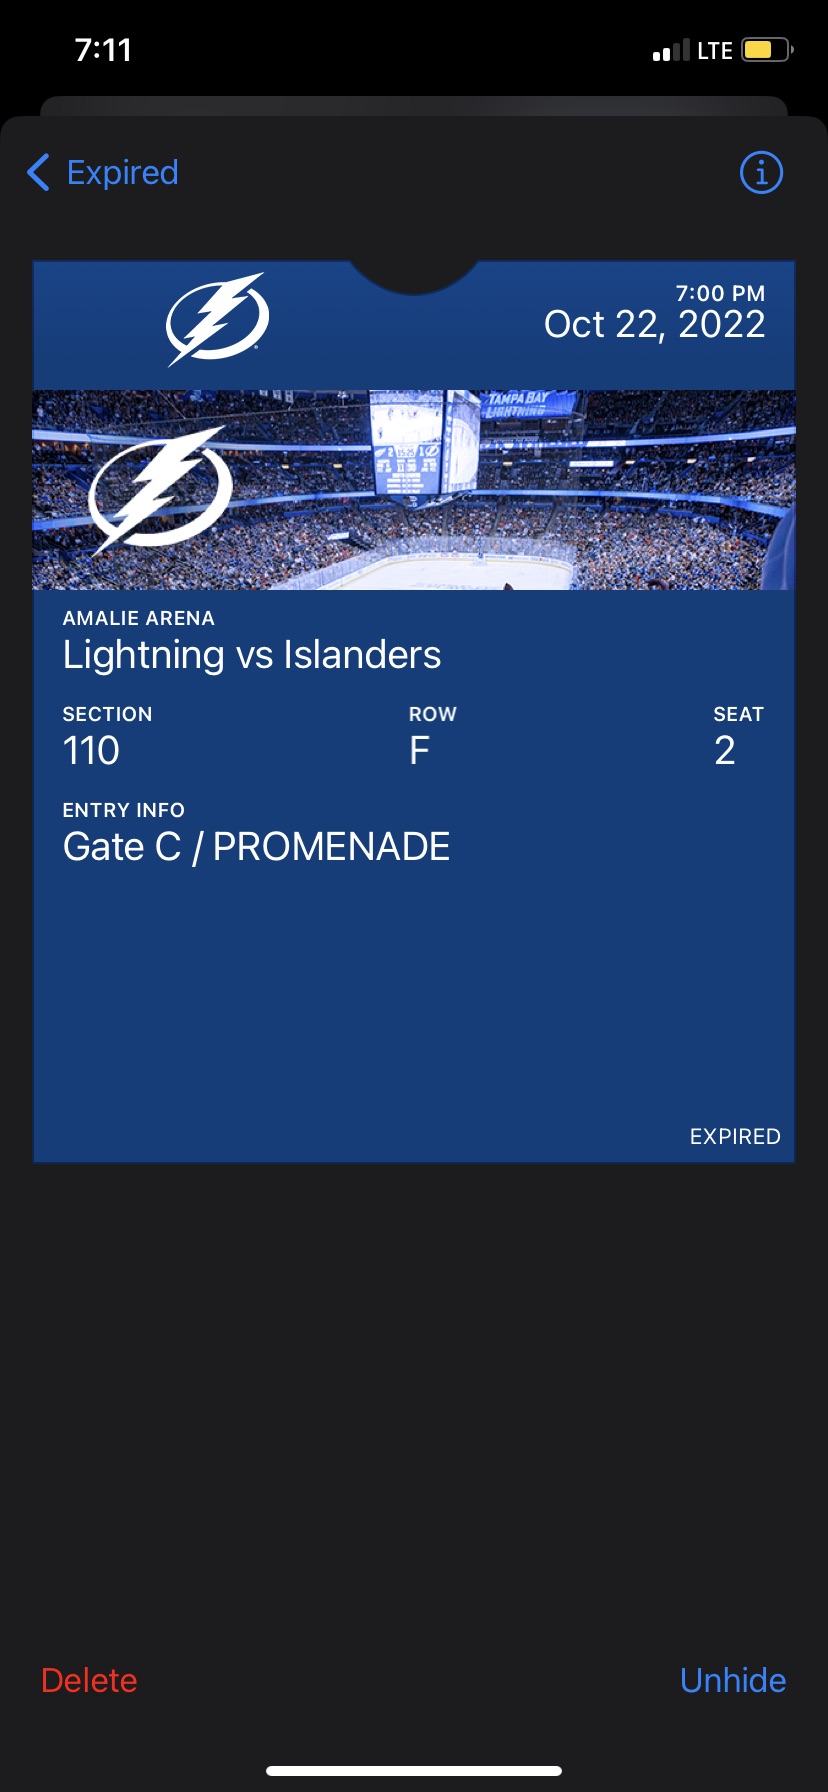 7:11
LTE
Expired
7:00 PM
Oct 22, 2022
TAMPA BAY
LIGHTNING
AMALIE ARENA
Lightning vs Islanders
SECTION ROW SEAT
110 F 2
ENTRY INFO
Gate C / PROMENADE
EXPIRED
Delete Unhide